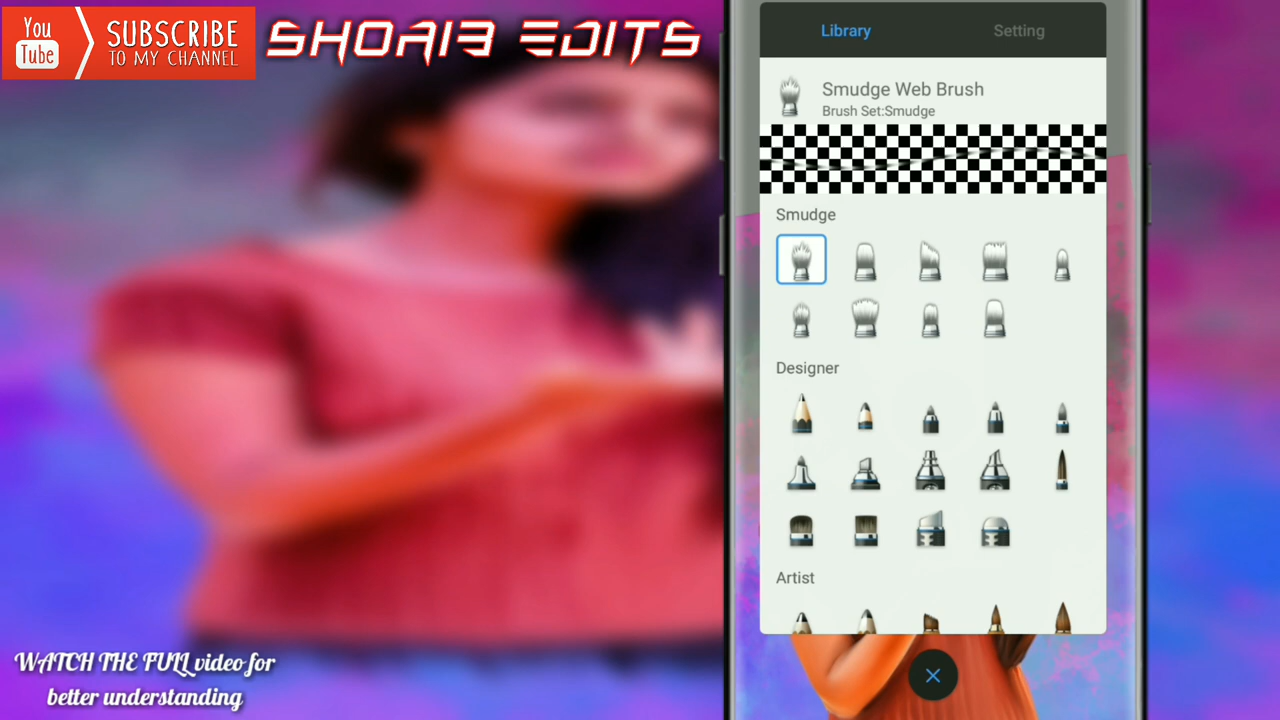 You
Tube
SUBSCRIBE
TO MY CHANNEL
SHOAIB EDITS
Library
Setting
Smudge Web Brush
Brush Set:Smudge
Smudge
Designer
Artist
WATCH THE FULL video for
better understanding